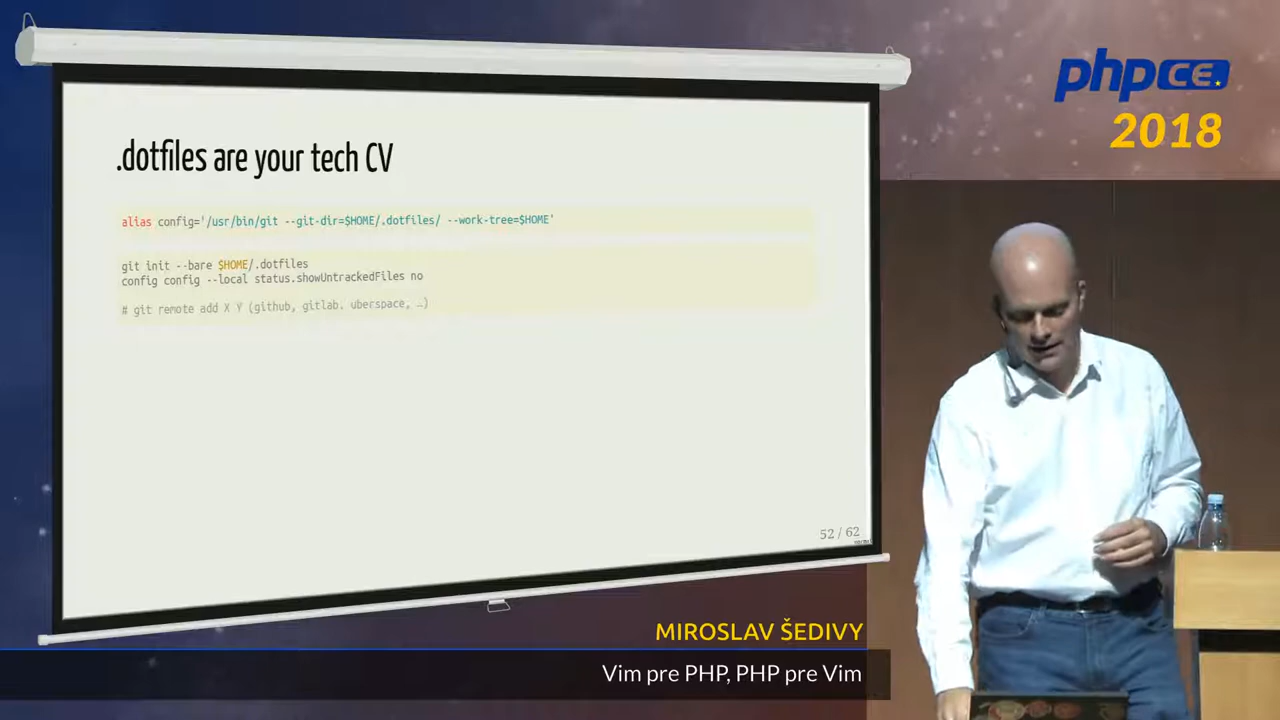 phpCE
2018
.dotfiles are your tech CV
alias config='/usr/bin/git --git-dir=$HOME/.dotfiles/ --work-tree=$HOME'
git init --bare $HOME/.dotfiles
config config --local status.showUntrackedFiles no
# git remote add X Y (github, gitlab. uberspace, …)
52 / 62
MIROSLAV ŠEDIVY
Vim pre PHP, PHP pre Vim